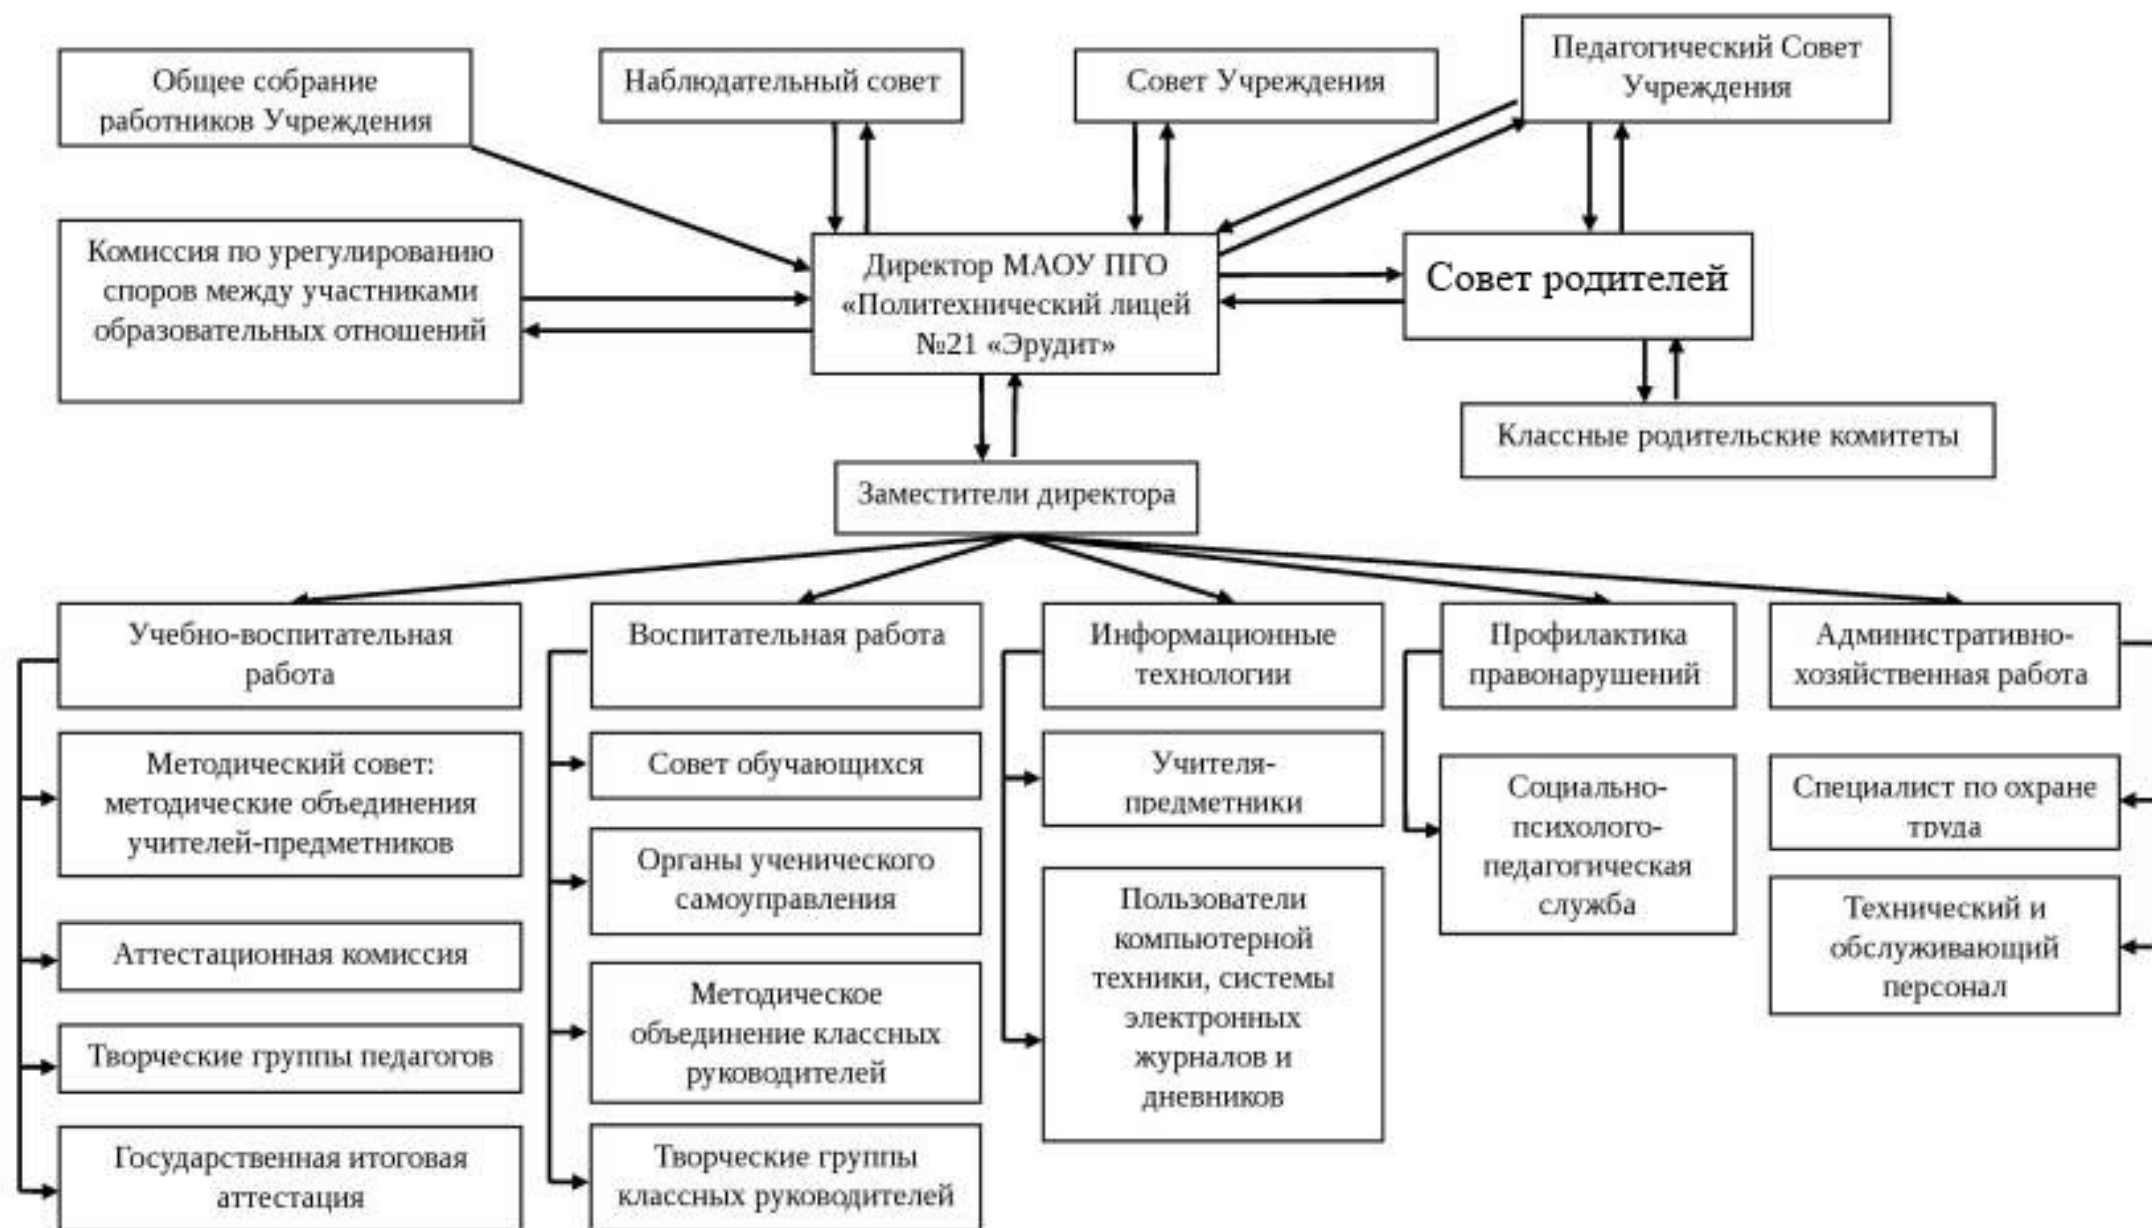 Общее собрание
работников Учреждения
Наблюдательный совет
Совет Учреждения
Педагогический Совет
Учреждения
Комиссия по урегулированию
споров между участниками
образовательных отношений
Директор МАОУ ПГО
«Политехнический лицей
№21 «Эрудит»
Совет родителей
Классные родительские комитеты
Заместители директора
Учебно-воспитательная
работа
Методический совет:
методические объединения
учителей-предметников
Аттестационная комиссия
Творческие группы педагогов
Государственная итоговая
аттестация
Воспитательная работа
Совет обучающихся
Органы ученического
самоуправления
Методическое
объединение классных
руководителей
Творческие группы
классных руководителей
Информационные
технологии
Учителя-
предметники
Пользователи
компьютерной
техники, системы
электронных
журналов и
дневников
Профилактика
правонарушений
Социально-
психолого-
педагогическая
служба
Административно-
хозяйственная работа
Специалист по охране
труда
Технический и
обслуживающий
персонал